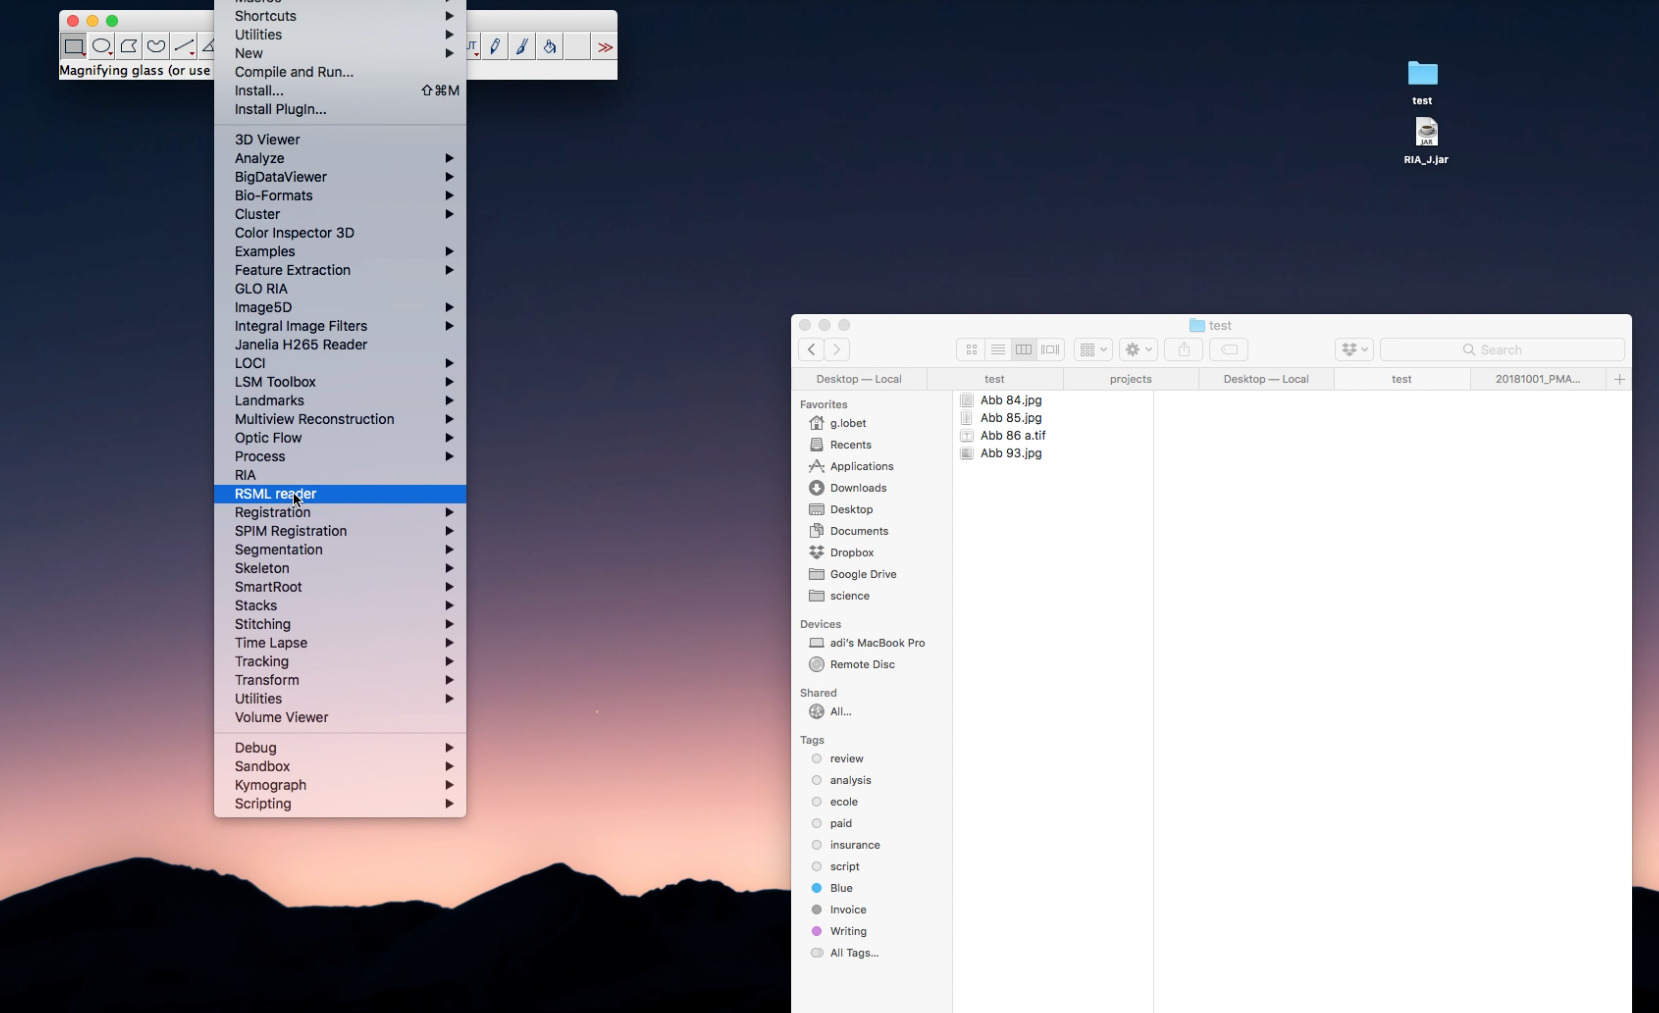 Magnifying glass (or use
Shortcuts
Utilities
New
Compile and Run...
Install... ⇧⌘M
Install PlugIn...
3D Viewer
Analyze
BigDataViewer
Bio-Formats
Cluster
Color Inspector 3D
Examples
Feature Extraction
GLO RIA
Image5D
Integral Image Filters
Janelia H265 Reader
LOCI
LSM Toolbox
Landmarks
Multiview Reconstruction
Optic Flow
Process
RIA
RSML reader
Registration
SPIM Registration
Segmentation
Skeleton
SmartRoot
Stacks
Stitching
Time Lapse
Tracking
Transform
Utilities
Volume Viewer
Debug
Sandbox
Kymograph
Scripting
test
JAR
RIA_J.jar
test
Search
Desktop — Local test projects Desktop — Local test 20181001_PMA...
Favorites
g.lobet
Recents
Applications
Downloads
Desktop
Documents
Dropbox
Google Drive
science
Devices
adi's MacBook Pro
Remote Disc
Shared
All...
Tags
review
analysis
ecole
paid
insurance
script
Blue
Invoice
Writing
All Tags...
Abb 84.jpg
Abb 85.jpg
Abb 86 a.tif
Abb 93.jpg